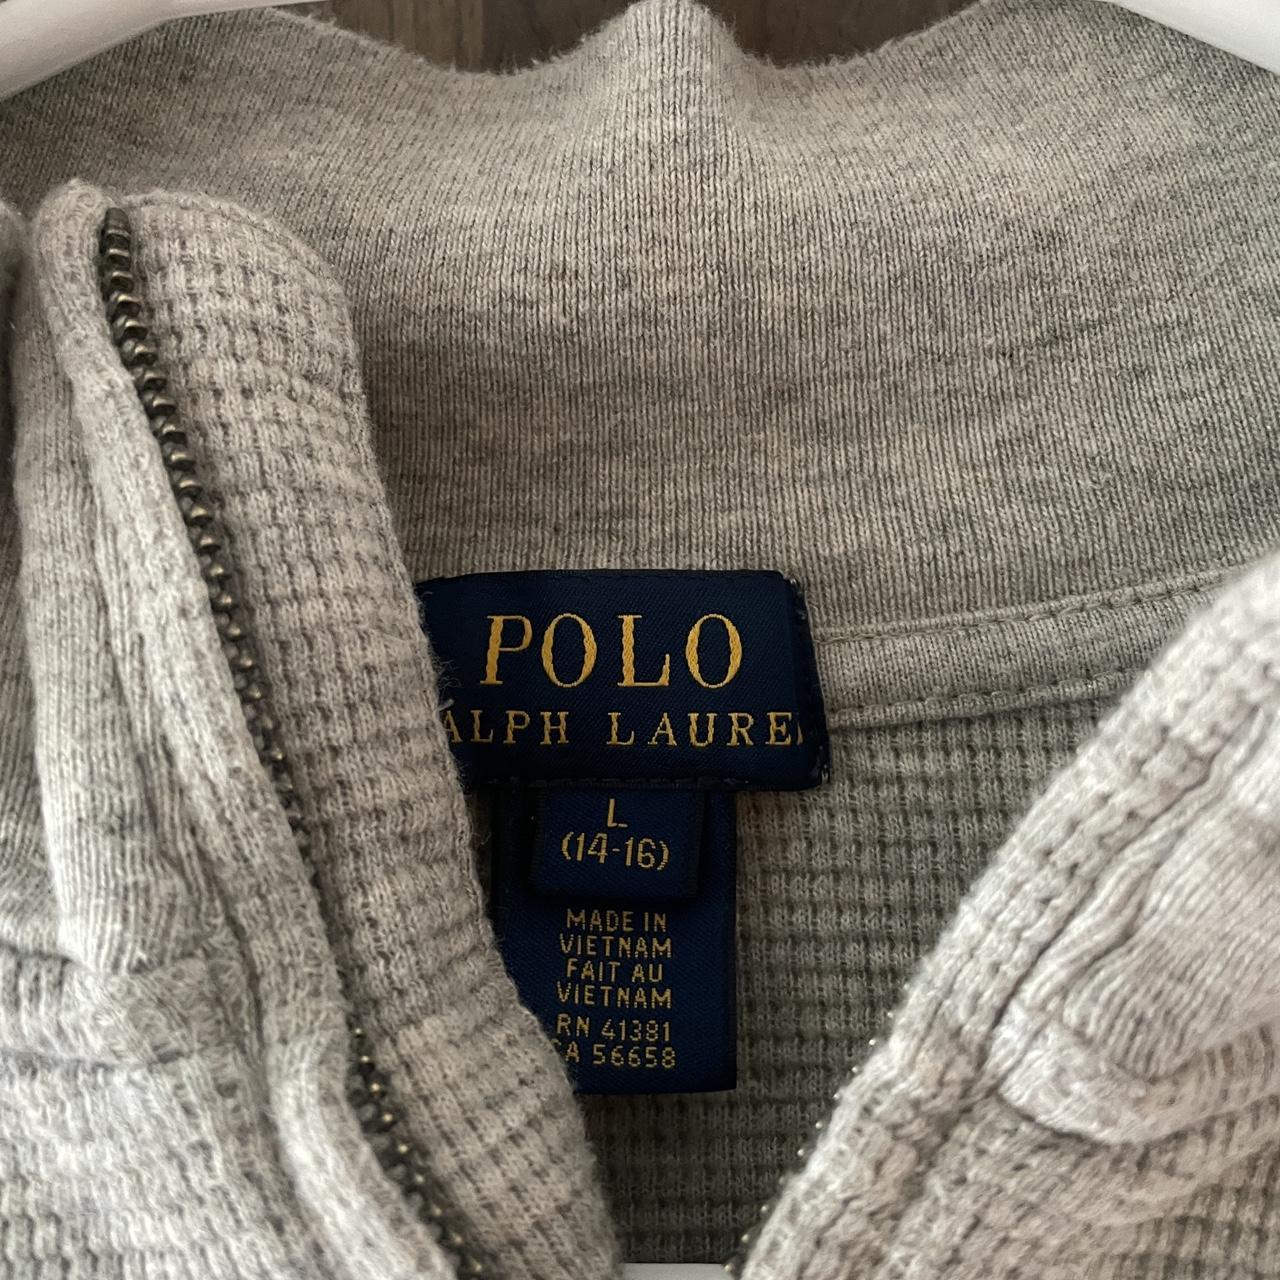 POLO
ALPH LAURE
L
(14-16)
MADE IN
VIETNAM
FAIT AU
VIETNAM
RN 41381
CA 56658